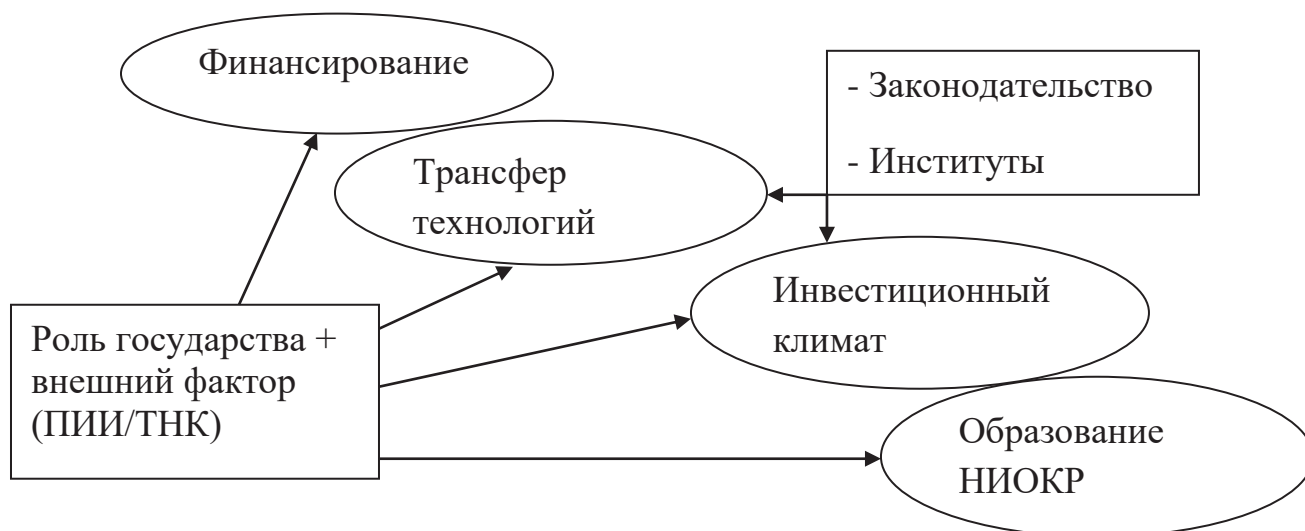 Финансирование
- Законодательство
- Институты
Трансфер
технологий
Инвестиционный
климат
Роль государства +
внешний фактор
(ПИИ/ТНК)
Образование
НИОКР